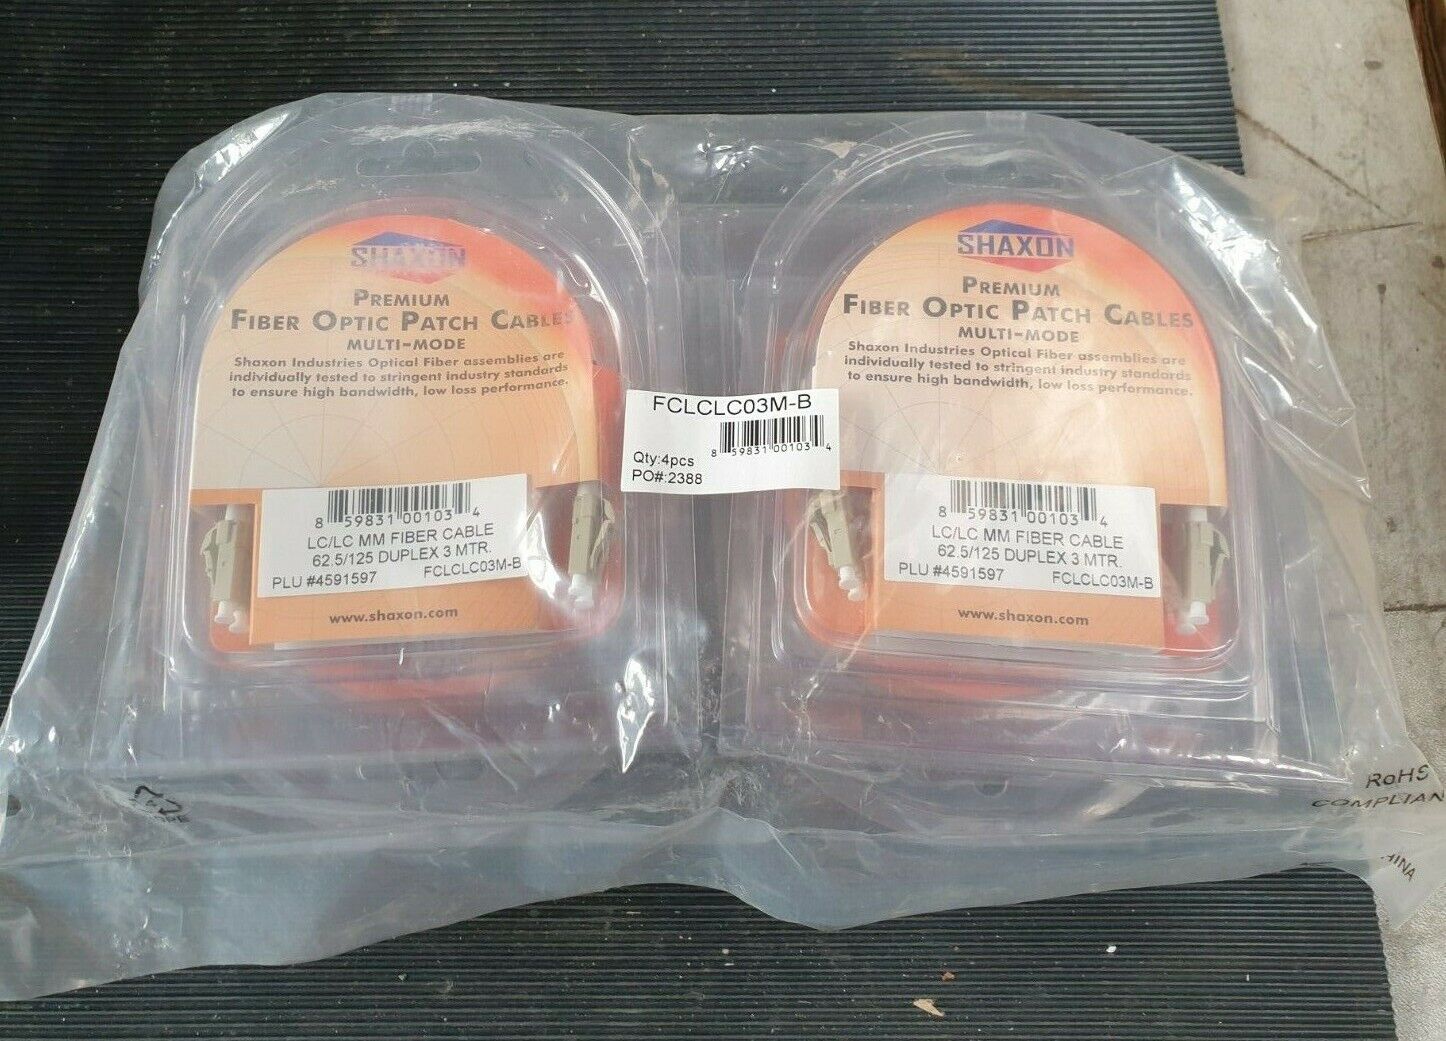 SHAXON
PREMIUM
FIBER OPTIC PATCH CABLES
MULTI-MODE
Shaxon Industries Optical Fiber assemblies are
individually tested to stringent industry standards
to ensure high bandwidth, low loss performance.
8 59831 00103 4
LC/LC MM FIBER CABLE
62.5/125 DUPLEX 3 MTR.
PLU #4591597 FCLCLC03M-B
www.shaxon.com
FCLCLC03M-B
8 59831 00103 4
Qty:4pcs
PO#:2388
SHAXON
PREMIUM
FIBER OPTIC PATCH CABLES
MULTI-MODE
Shaxon Industries Optical Fiber assemblies are
individually tested to stringent industry standards
to ensure high bandwidth, low loss performance.
8 59831 00103 4
LC/LC MM FIBER CABLE
62.5/125 DUPLEX 3 MTR.
PLU #4591597 FCLCLC03M-B
www.shaxon.com
RoHS
COMPLIAN
HINA